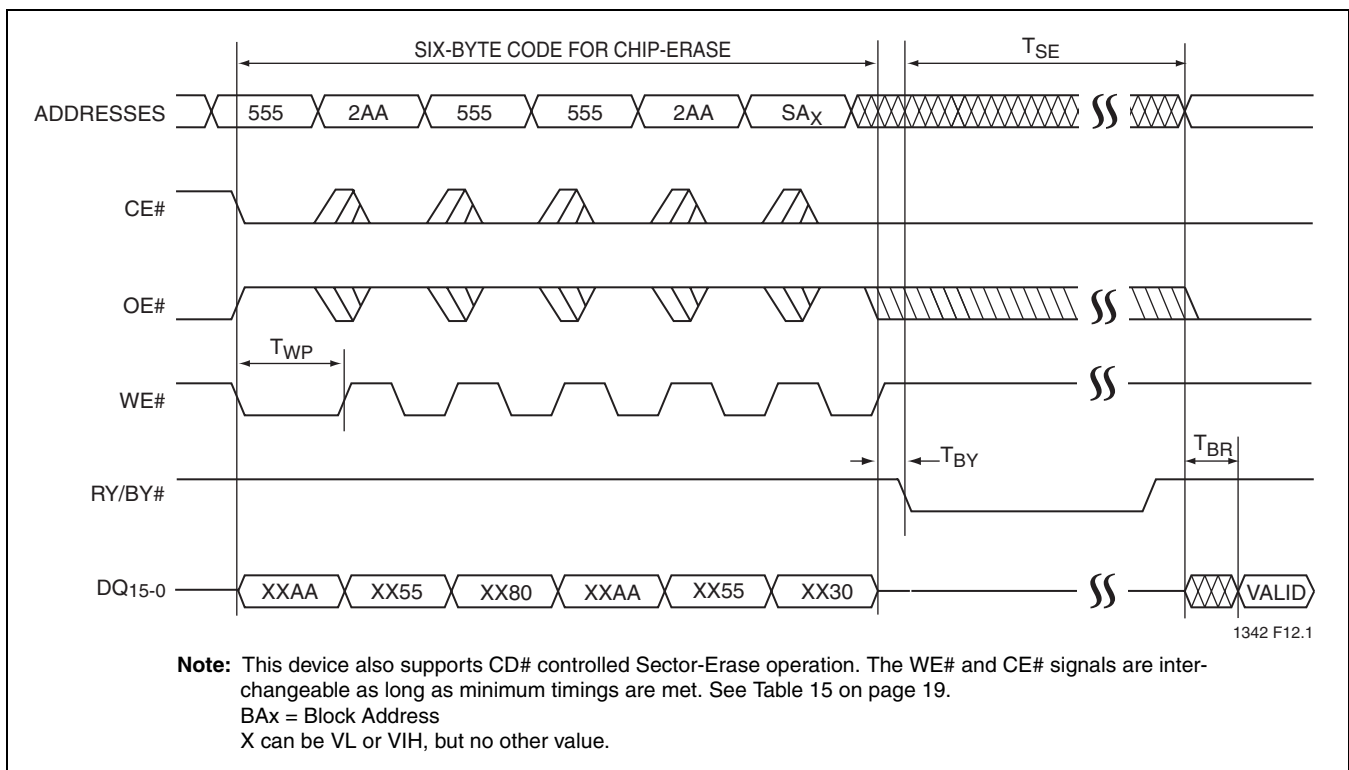 SIX-BYTE CODE FOR CHIP-ERASE
TSE
ADDRESSES
555
2AA
555
555
2AA
SAX
CE#
OE#
TWP
WE#
TBY
TBR
RY/BY#
DQ15-0
XXAA
XX55
XX80
XXAA
XX55
XX30
VALID
1342 F12.1
Note: This device also supports CD# controlled Sector-Erase operation. The WE# and CE# signals are inter-
changeable as long as minimum timings are met. See Table 15 on page 19.
BAx = Block Address
X can be VL or VIH, but no other value.